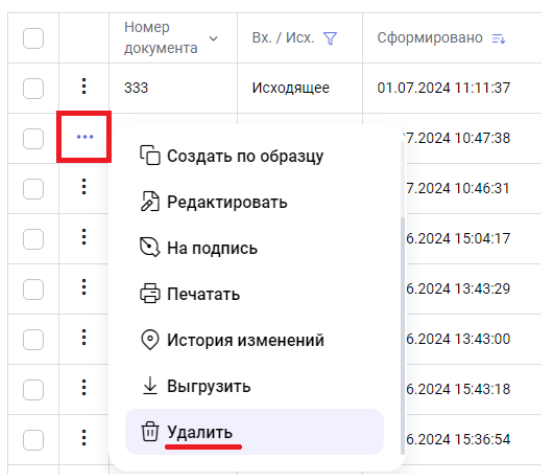 Номер документа
Вх. / Исх.
Сформировано
333
Исходящее
01.07.2024 11:11:37
7.2024 10:47:38
Создать по образцу
7.2024 10:46:31
Редактировать
6.2024 15:04:17
На подпись
6.2024 13:43:29
Печатать
6.2024 13:43:00
История изменений
6.2024 15:43:18
Выгрузить
6.2024 15:36:54
Удалить